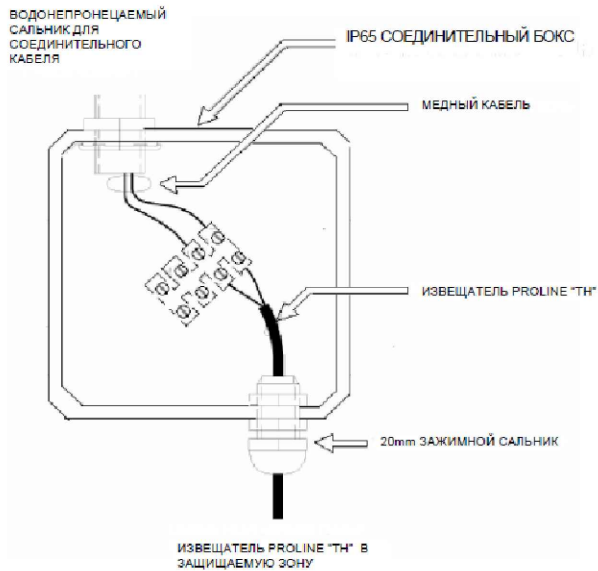 ВОДОНЕПРОНЕЦАЕМЫЙ
САЛЬНИК ДЛЯ
СОЕДИНИТЕЛЬНОГО
КАБЕЛЯ
IP65 СОЕДИНИТЕЛЬНЫЙ БОКС
МЕДНЫЙ КАБЕЛЬ
ИЗВЕЩАТЕЛЬ PROLINE "TH"
20mm ЗАЖИМНОЙ САЛЬНИК
ИЗВЕЩАТЕЛЬ PROLINE "TH" В
ЗАЩИЩАЕМУЮ ЗОНУ